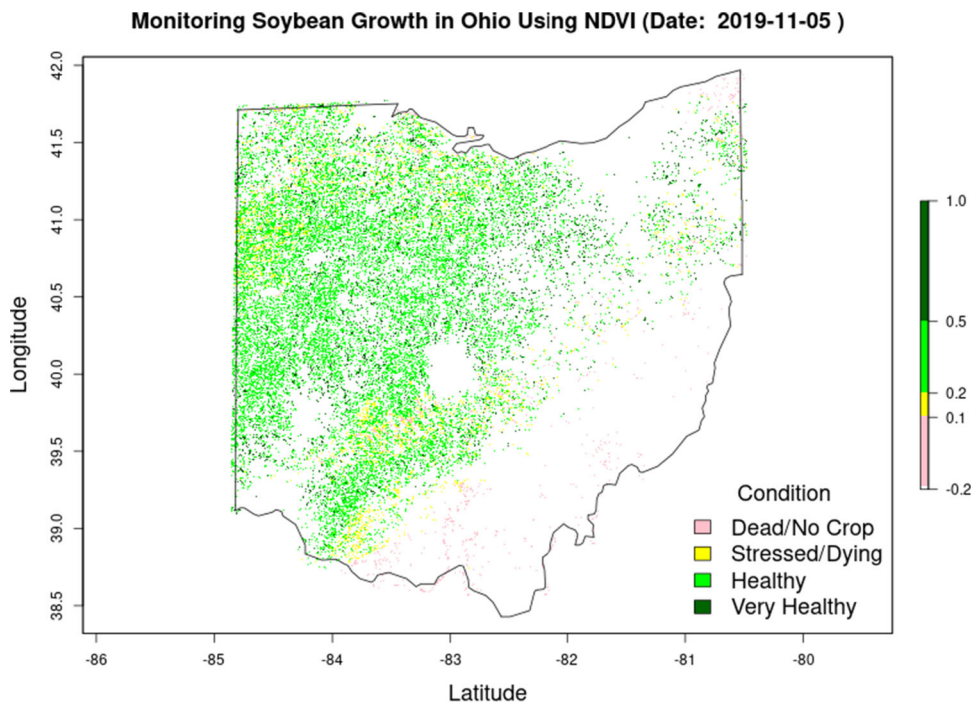 Monitoring Soybean Growth in Ohio Using NDVI (Date:  2019-11-05 )
42.0
41.5
41.0
40.5
40.0
39.5
39.0
38.5
Longitude
-86
-85
-84
-83
-82
-81
-80
Latitude
1.0
0.5
0.2
0.1
-0.2
Condition
Dead/No Crop
Stressed/Dying
Healthy
Very Healthy